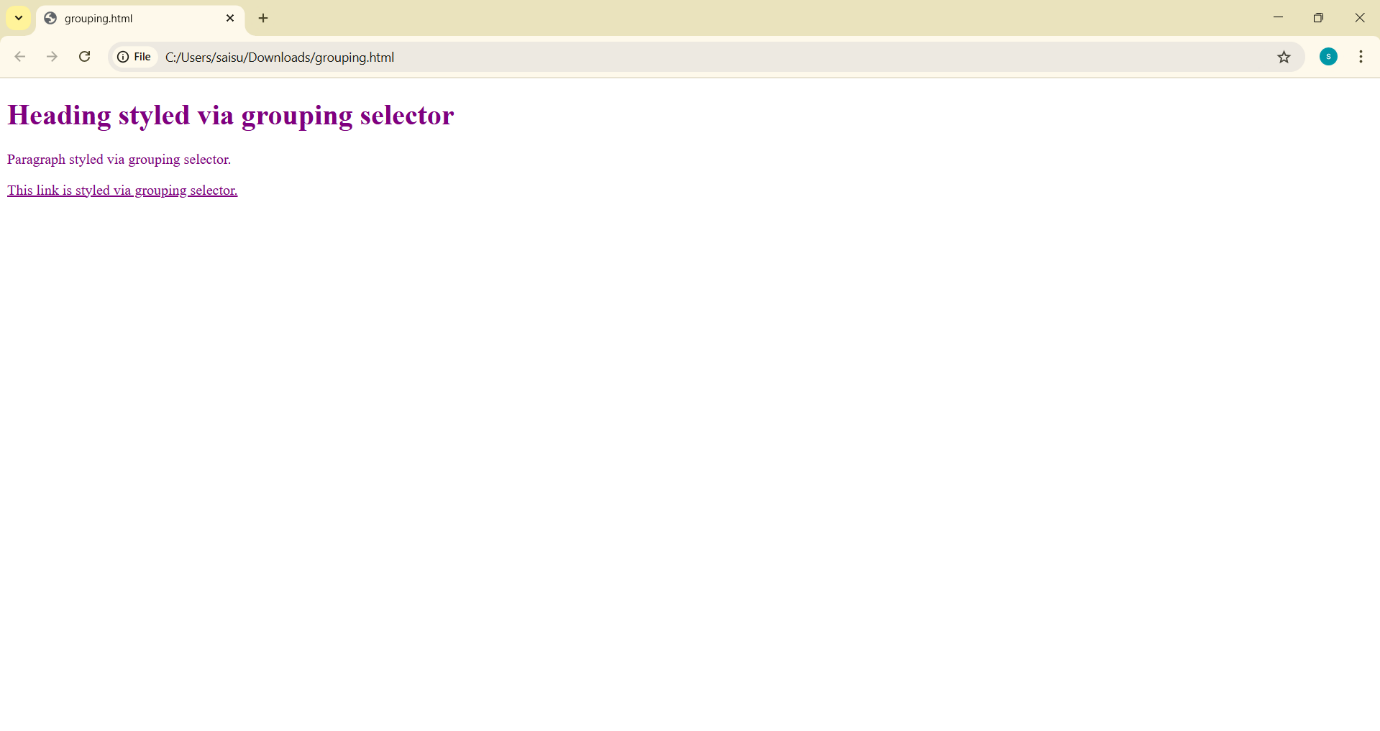 grouping.html
File C:/Users/saisu/Downloads/grouping.html
s
Heading styled via grouping selector
Paragraph styled via grouping selector.
This link is styled via grouping selector.